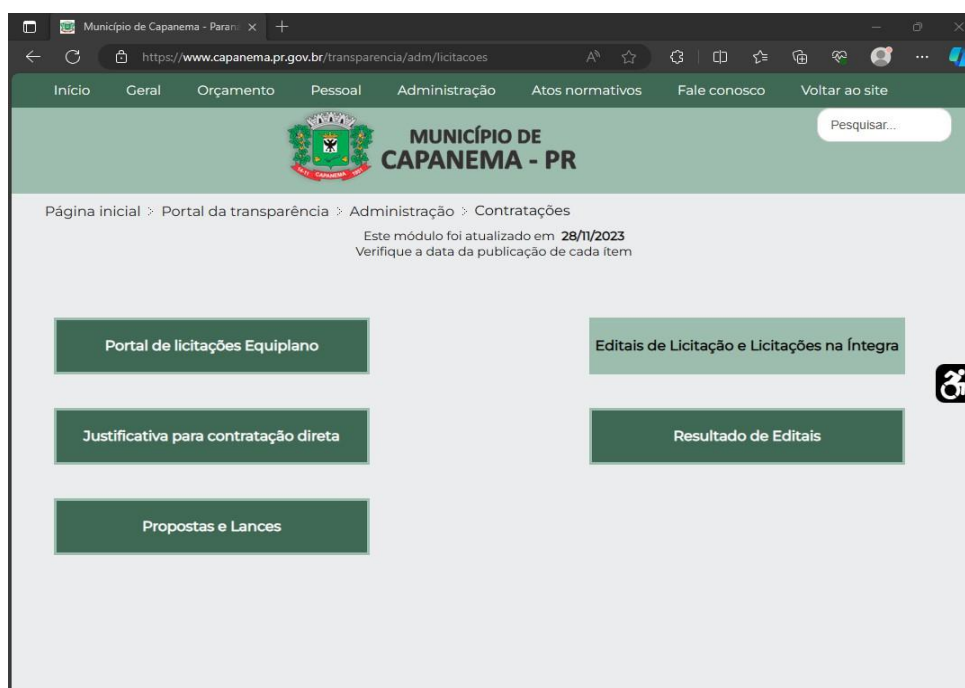 Município de Capanema - Paran
https://www.capanema.pr.gov.br/transparencia/adm/licitacoes
Início Geral Orçamento Pessoal Administração Atos normativos Fale conosco Voltar ao site
Pesquisar...
MUNICÍPIO DE
CAPANEMA - PR
CAPANEMA
Página inicial > Portal da transparência > Administração > Contratações
Este módulo foi atualizado em 28/11/2023
Verifique a data da publicação de cada ítem
Portal de licitações Equiplano
Editais de Licitação e Licitações na Íntegra
Justificativa para contratação direta
Resultado de Editais
Propostas e Lances